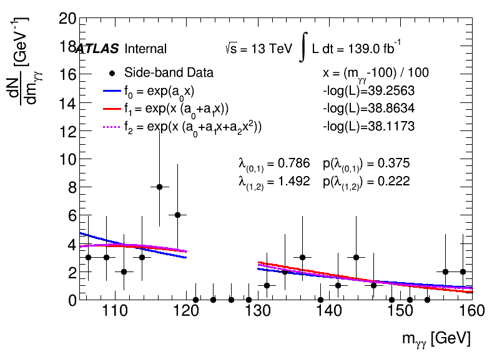 20
18
16
14
12
10
8
6
4
2
0
dN/dm_γγ [GeV⁻¹]
ATLAS Internal √s = 13 TeV ∫ L dt = 139.0 fb⁻¹
Side-band Data x = (m_γγ-100) / 100
f₀ = exp(a₀x) -log(L)=39.2563
f₁ = exp(x (a₀+a₁x)) -log(L)=38.8634
f₂ = exp(x (a₀+a₁x+a₂x²)) -log(L)=38.1173
λ_(0,1) = 0.786 p(λ_(0,1)) = 0.375
λ_(1,2) = 1.492 p(λ_(1,2)) = 0.222
110 120 130 140 150 160
m_γγ [GeV]